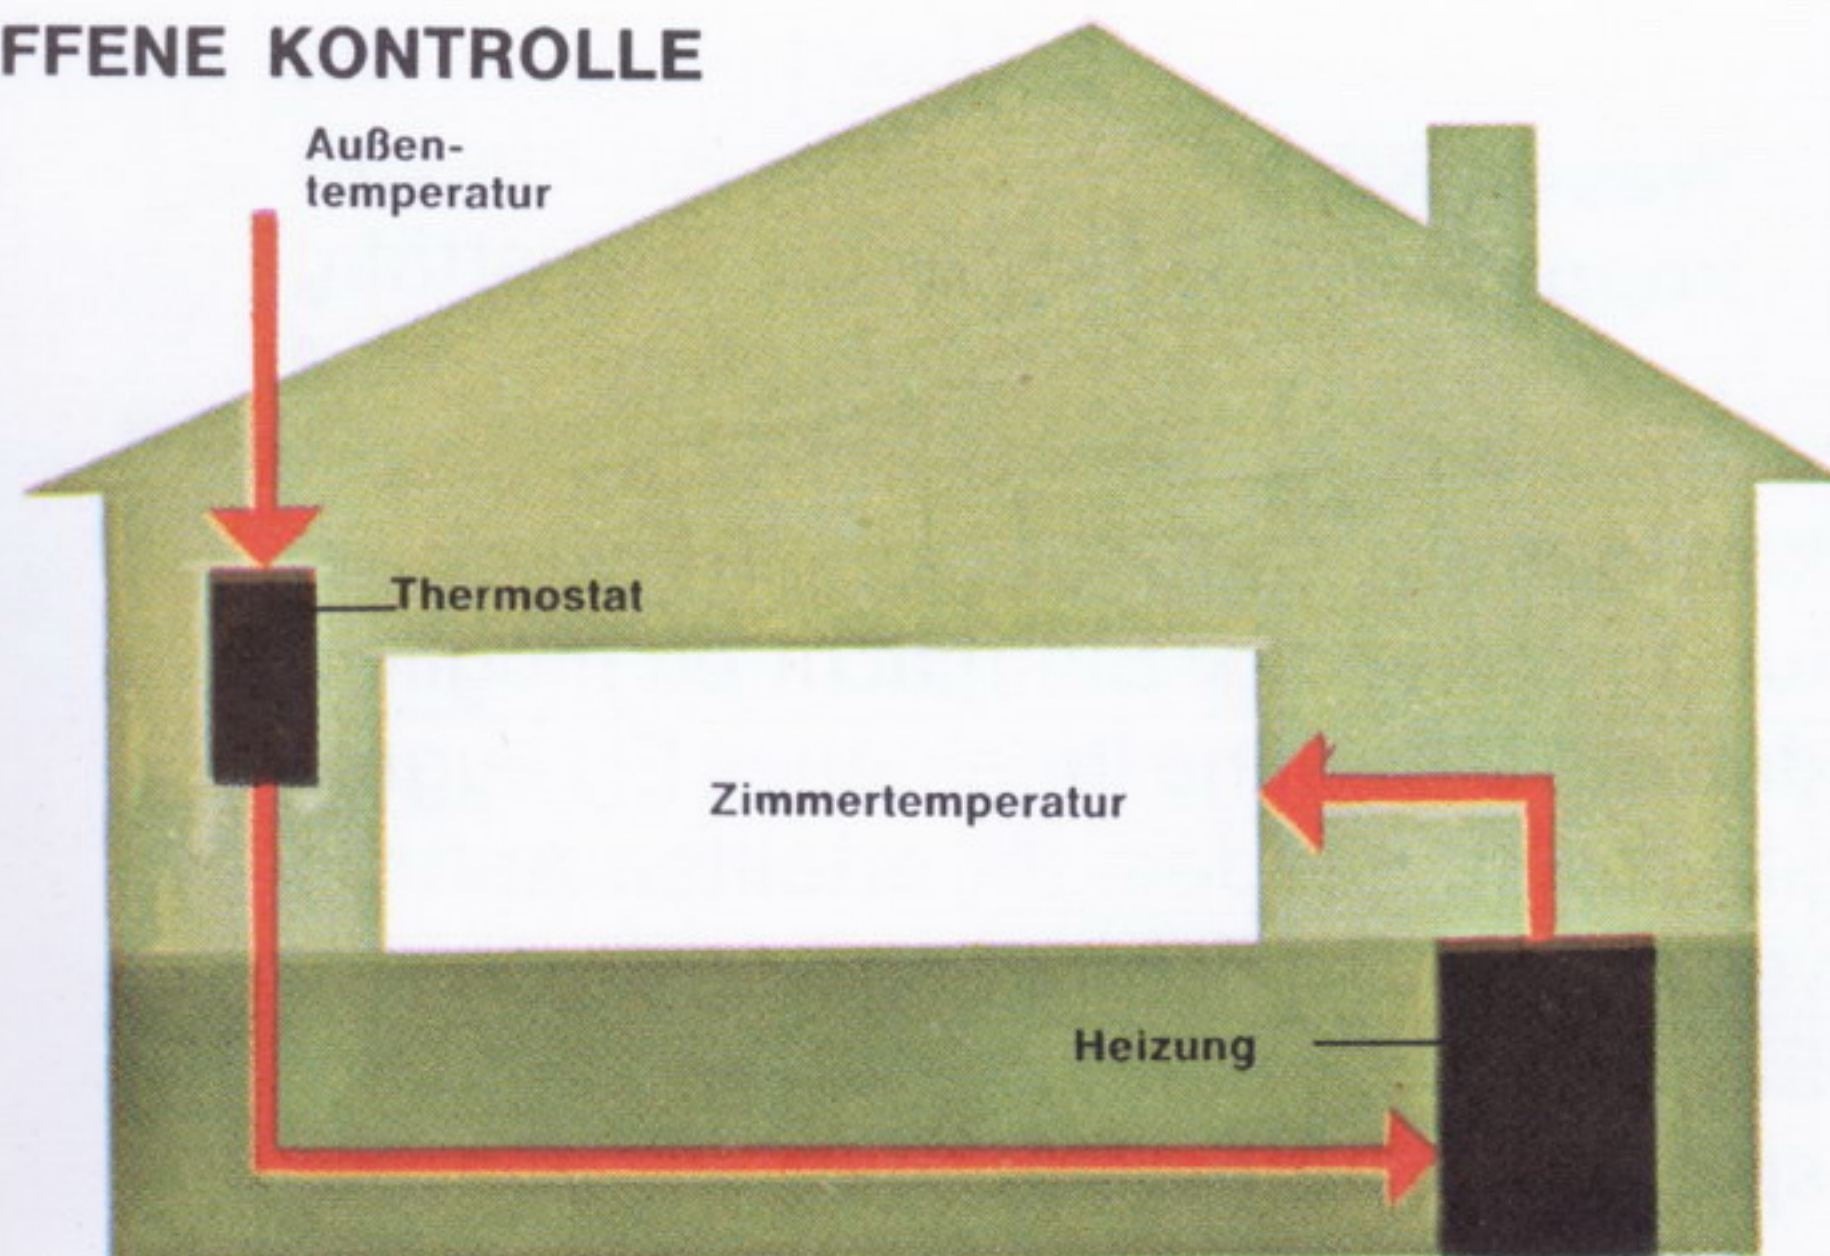 FFENE KONTROLLE
Außen-
temperatur
Thermostat
Zimmertemperatur
Heizung